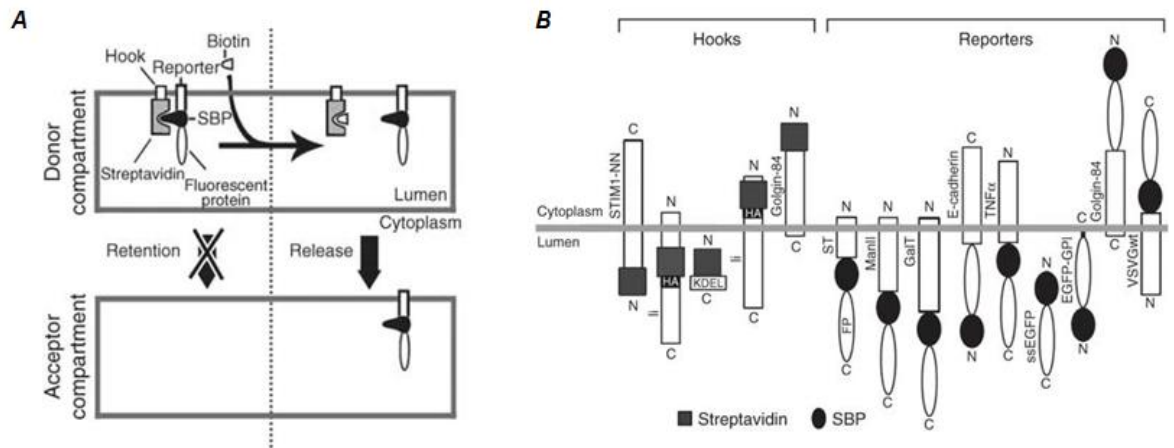 A
Hook
Biotin
Reporter
SBP
Streptavidin
Fluorescent
protein
Lumen
Cytoplasm
Donor
compartment
Retention
Release
Acceptor
compartment
B
Hooks
Reporters
Cytoplasm
Lumen
C
STIM1-NN
N
N
HA
Ii
C
N
KDEL
C
N
HA
Ii
C
N
Golgin-84
C
N
ST
FP
C
N
ManII
C
N
GalT
C
C
E-cadherin
N
N
TNFα
C
N
ssEGFP
C
C
EGFP-GPI
N
N
Golgin-84
C
C
VSVGwt
N
Streptavidin
SBP